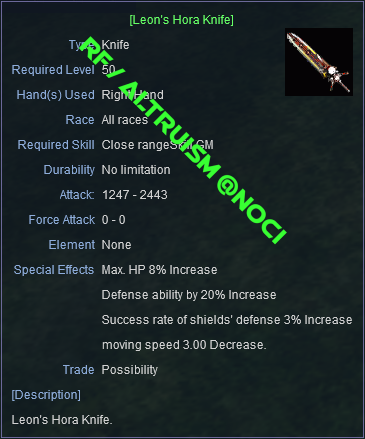 [Leon's Hora Knife]
Type Knife
Required Level 50
Hand(s) Used Right Hand
Race All races
Required Skill Close rangeSkill GM
Durability No limitation
Attack: 1247 - 2443
Force Attack 0 - 0
Element None
Special Effects Max. HP 8% Increase
Defense ability by 20% Increase
Success rate of shields' defense 3% Increase
moving speed 3.00 Decrease.
Trade Possibility
[Description]
Leon's Hora Knife.
RF/ ALTRUISM @NOCI